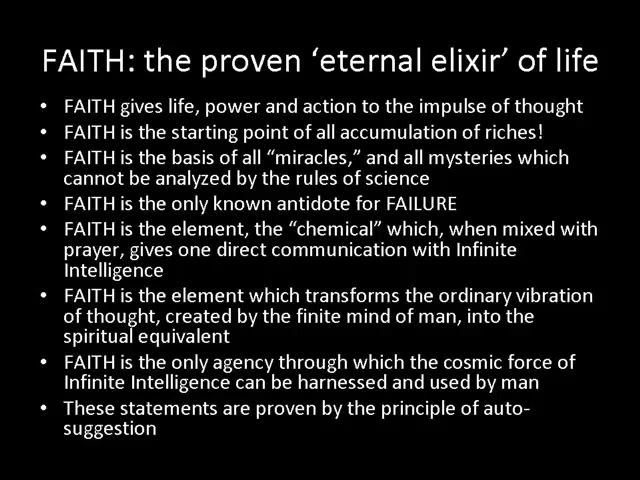 FAITH: the proven ‘eternal elixir’ of life
• FAITH gives life, power and action to the impulse of thought
• FAITH is the starting point of all accumulation of riches!
• FAITH is the basis of all “miracles,” and all mysteries which
cannot be analyzed by the rules of science
• FAITH is the only known antidote for FAILURE
• FAITH is the element, the “chemical” which, when mixed with
prayer, gives one direct communication with Infinite
Intelligence
• FAITH is the element which transforms the ordinary vibration
of thought, created by the finite mind of man, into the
spiritual equivalent
• FAITH is the only agency through which the cosmic force of
Infinite Intelligence can be harnessed and used by man
• These statements are proven by the principle of auto-
suggestion